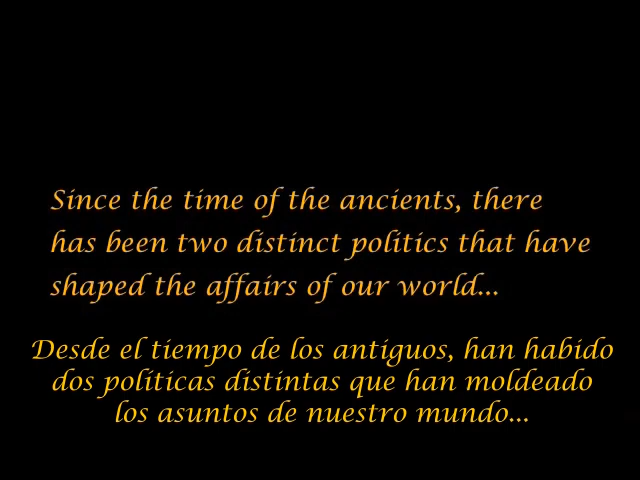 Since the time of the ancients, there
has been two distinct politics that have
shaped the affairs of our world...
Desde el tiempo de los antiguos, han habido
dos políticas distintas que han moldeado
los asuntos de nuestro mundo...